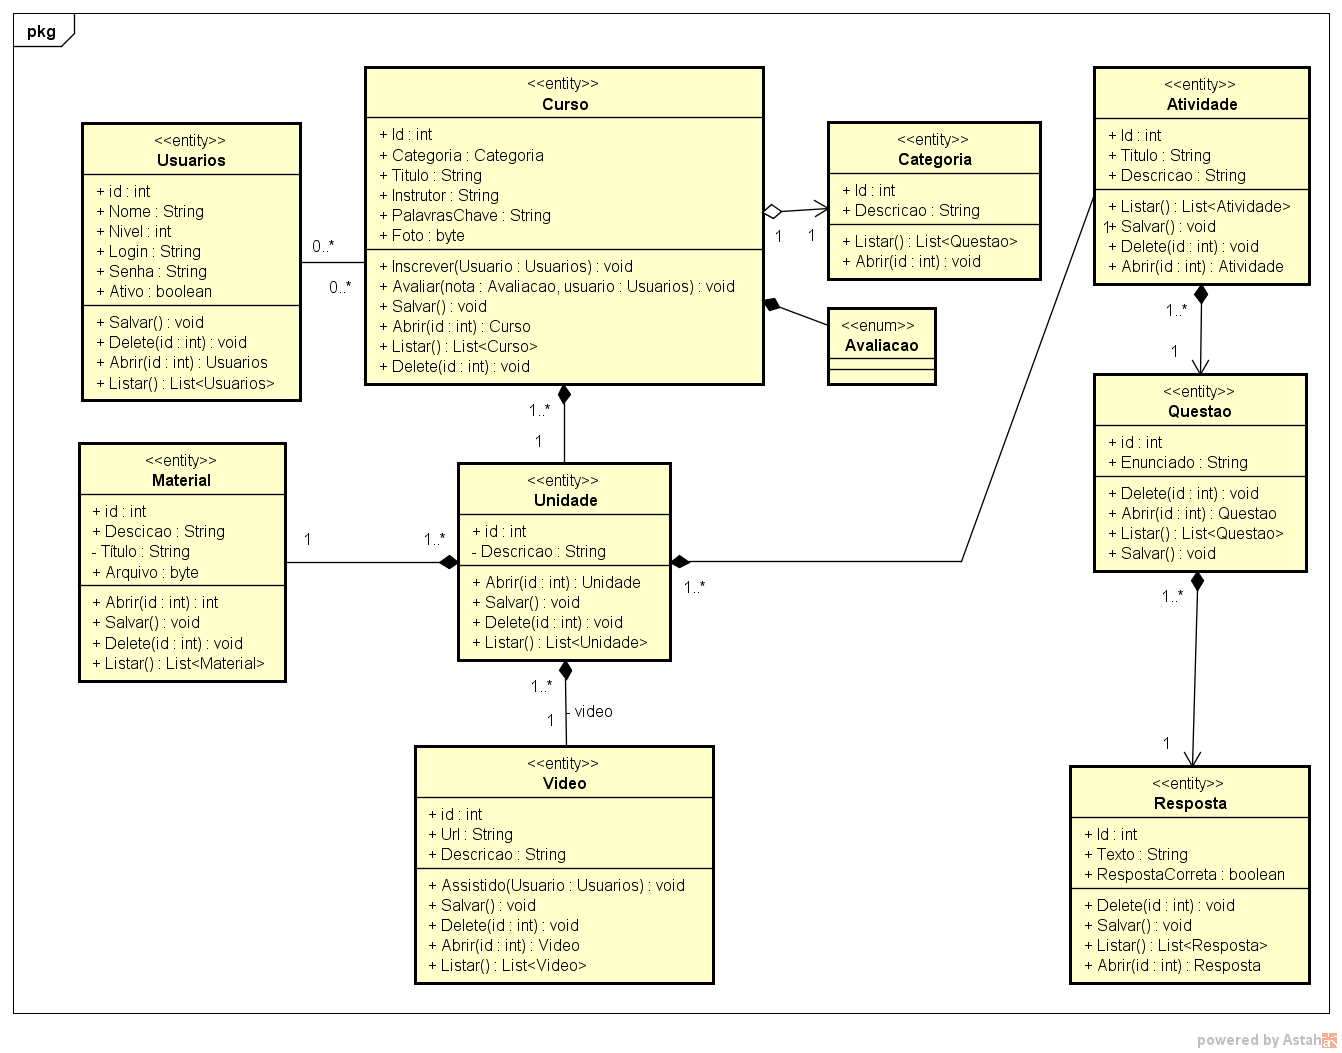 pkg
<<entity>>
Usuarios
+ id : int
+ Nome : String
+ Nivel : int
+ Login : String
+ Senha : String
+ Ativo : boolean
+ Salvar() : void
+ Delete(id : int) : void
+ Abrir(id : int) : Usuarios
+ Listar() : List<Usuarios>
0..*
0..*
<<entity>>
Curso
+ Id : int
+ Categoria : Categoria
+ Titulo : String
+ Instrutor : String
+ PalavrasChave : String
+ Foto : byte
+ Inscrever(Usuario : Usuarios) : void
+ Avaliar(nota : Avaliacao, usuario : Usuarios) : void
+ Salvar() : void
+ Abrir(id : int) : Curso
+ Listar() : List<Curso>
+ Delete(id : int) : void
1
1
<<entity>>
Categoria
+ Id : int
+ Descricao : String
+ Listar() : List<Questao>
+ Abrir(id : int) : void
<<enum>>
Avaliacao
<<entity>>
Atividade
+ Id : int
+ Titulo : String
+ Descricao : String
+ Listar() : List<Atividade>
1
+ Salvar() : void
+ Delete(id : int) : void
+ Abrir(id : int) : Atividade
1..*
1
<<entity>>
Questao
+ id : int
+ Enunciado : String
+ Delete(id : int) : void
+ Abrir(id : int) : Questao
+ Listar() : List<Questao>
+ Salvar() : void
1..*
1
<<entity>>
Resposta
+ Id : int
+ Texto : String
+ RespostaCorreta : boolean
+ Delete(id : int) : void
+ Salvar() : void
+ Listar() : List<Resposta>
+ Abrir(id : int) : Resposta
1..*
1
<<entity>>
Material
+ id : int
+ Descicao : String
- Título : String
+ Arquivo : byte
+ Abrir(id : int) : int
+ Salvar() : void
+ Delete(id : int) : void
+ Listar() : List<Material>
1
1..*
<<entity>>
Unidade
+ id : int
- Descricao : String
+ Abrir(id : int) : Unidade
+ Salvar() : void
+ Delete(id : int) : void
+ Listar() : List<Unidade>
1..*
1..*
1
- video
<<entity>>
Video
+ id : int
+ Url : String
+ Descricao : String
+ Assistido(Usuario : Usuarios) : void
+ Salvar() : void
+ Delete(id : int) : void
+ Abrir(id : int) : Video
+ Listar() : List<Video>
powered by Astah